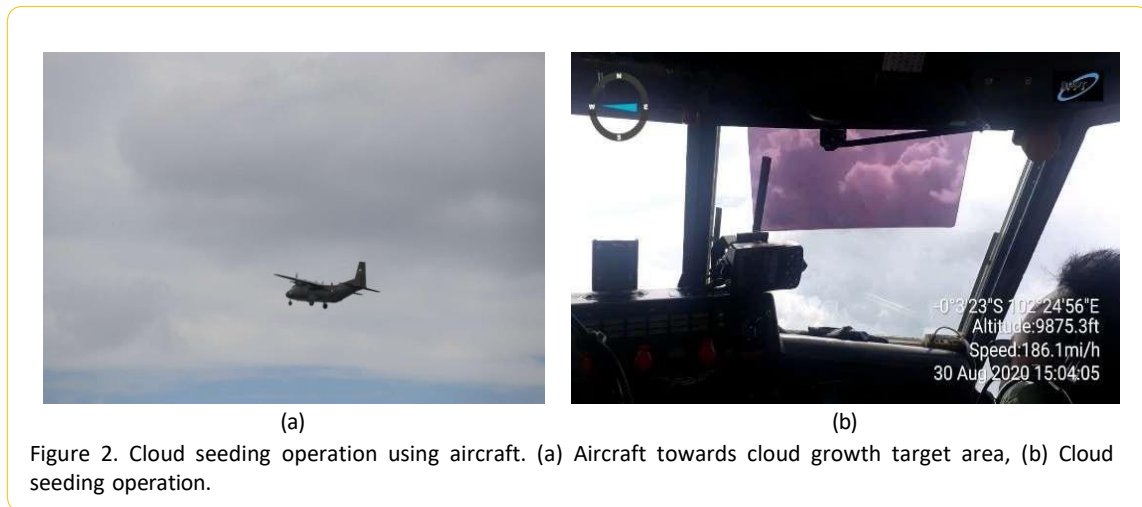 N
W E
S
-0°3'23"S 102°24'56"E
Altitude:9875.3ft
Speed:186.1mi/h
30 Aug 2020 15:04:05
(a) (b)
Figure 2. Cloud seeding operation using aircraft. (a) Aircraft towards cloud growth target area, (b) Cloud
seeding operation.